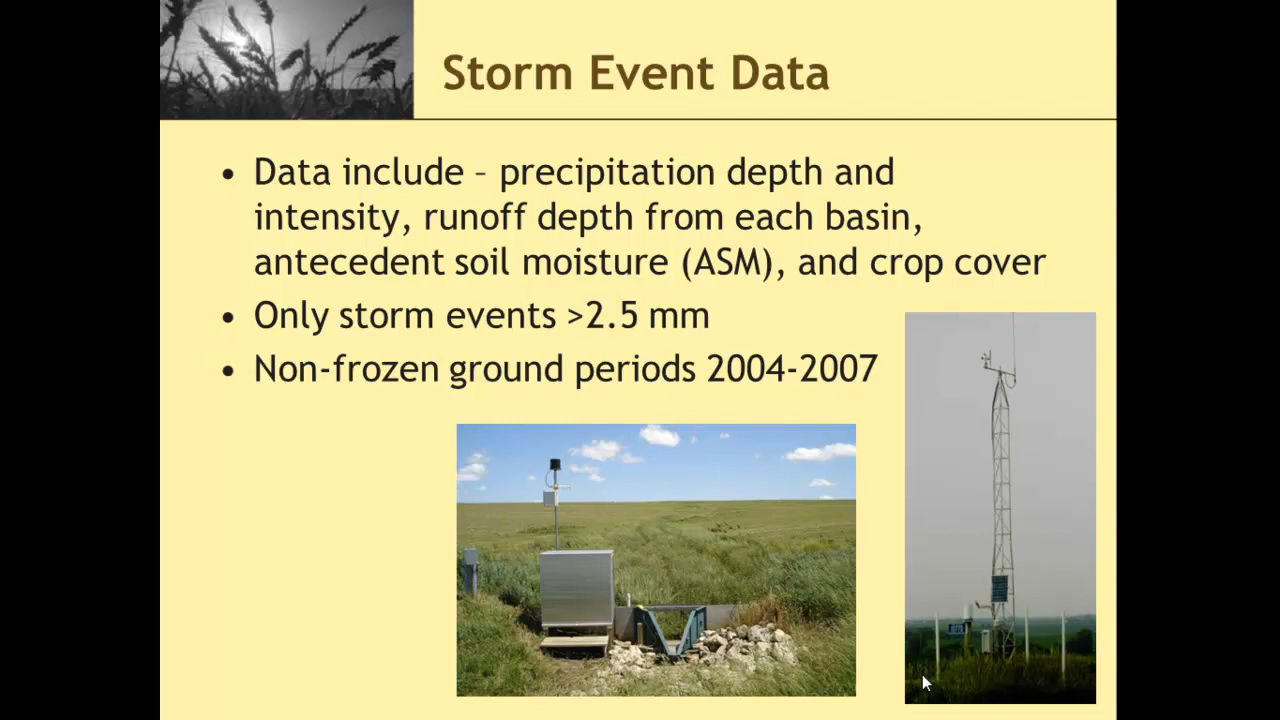 Storm Event Data
• Data include – precipitation depth and
intensity, runoff depth from each basin,
antecedent soil moisture (ASM), and crop cover
• Only storm events >2.5 mm
• Non-frozen ground periods 2004-2007